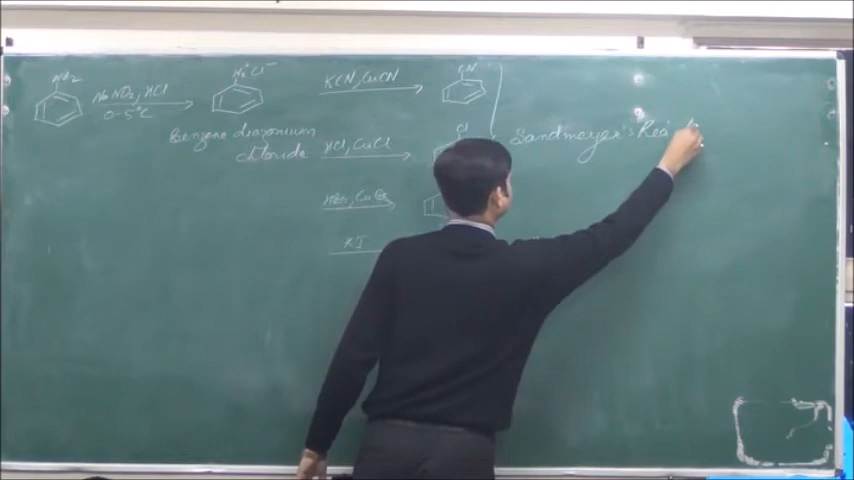 NH2
NaNO2, HCl
0-5°C
N2+ Cl-
KCN, CuCN
CN
Benzene diazonium
chloride
HCl, CuCl
Cl
Sandmeyer's Rea
HBr, CuBr
KI